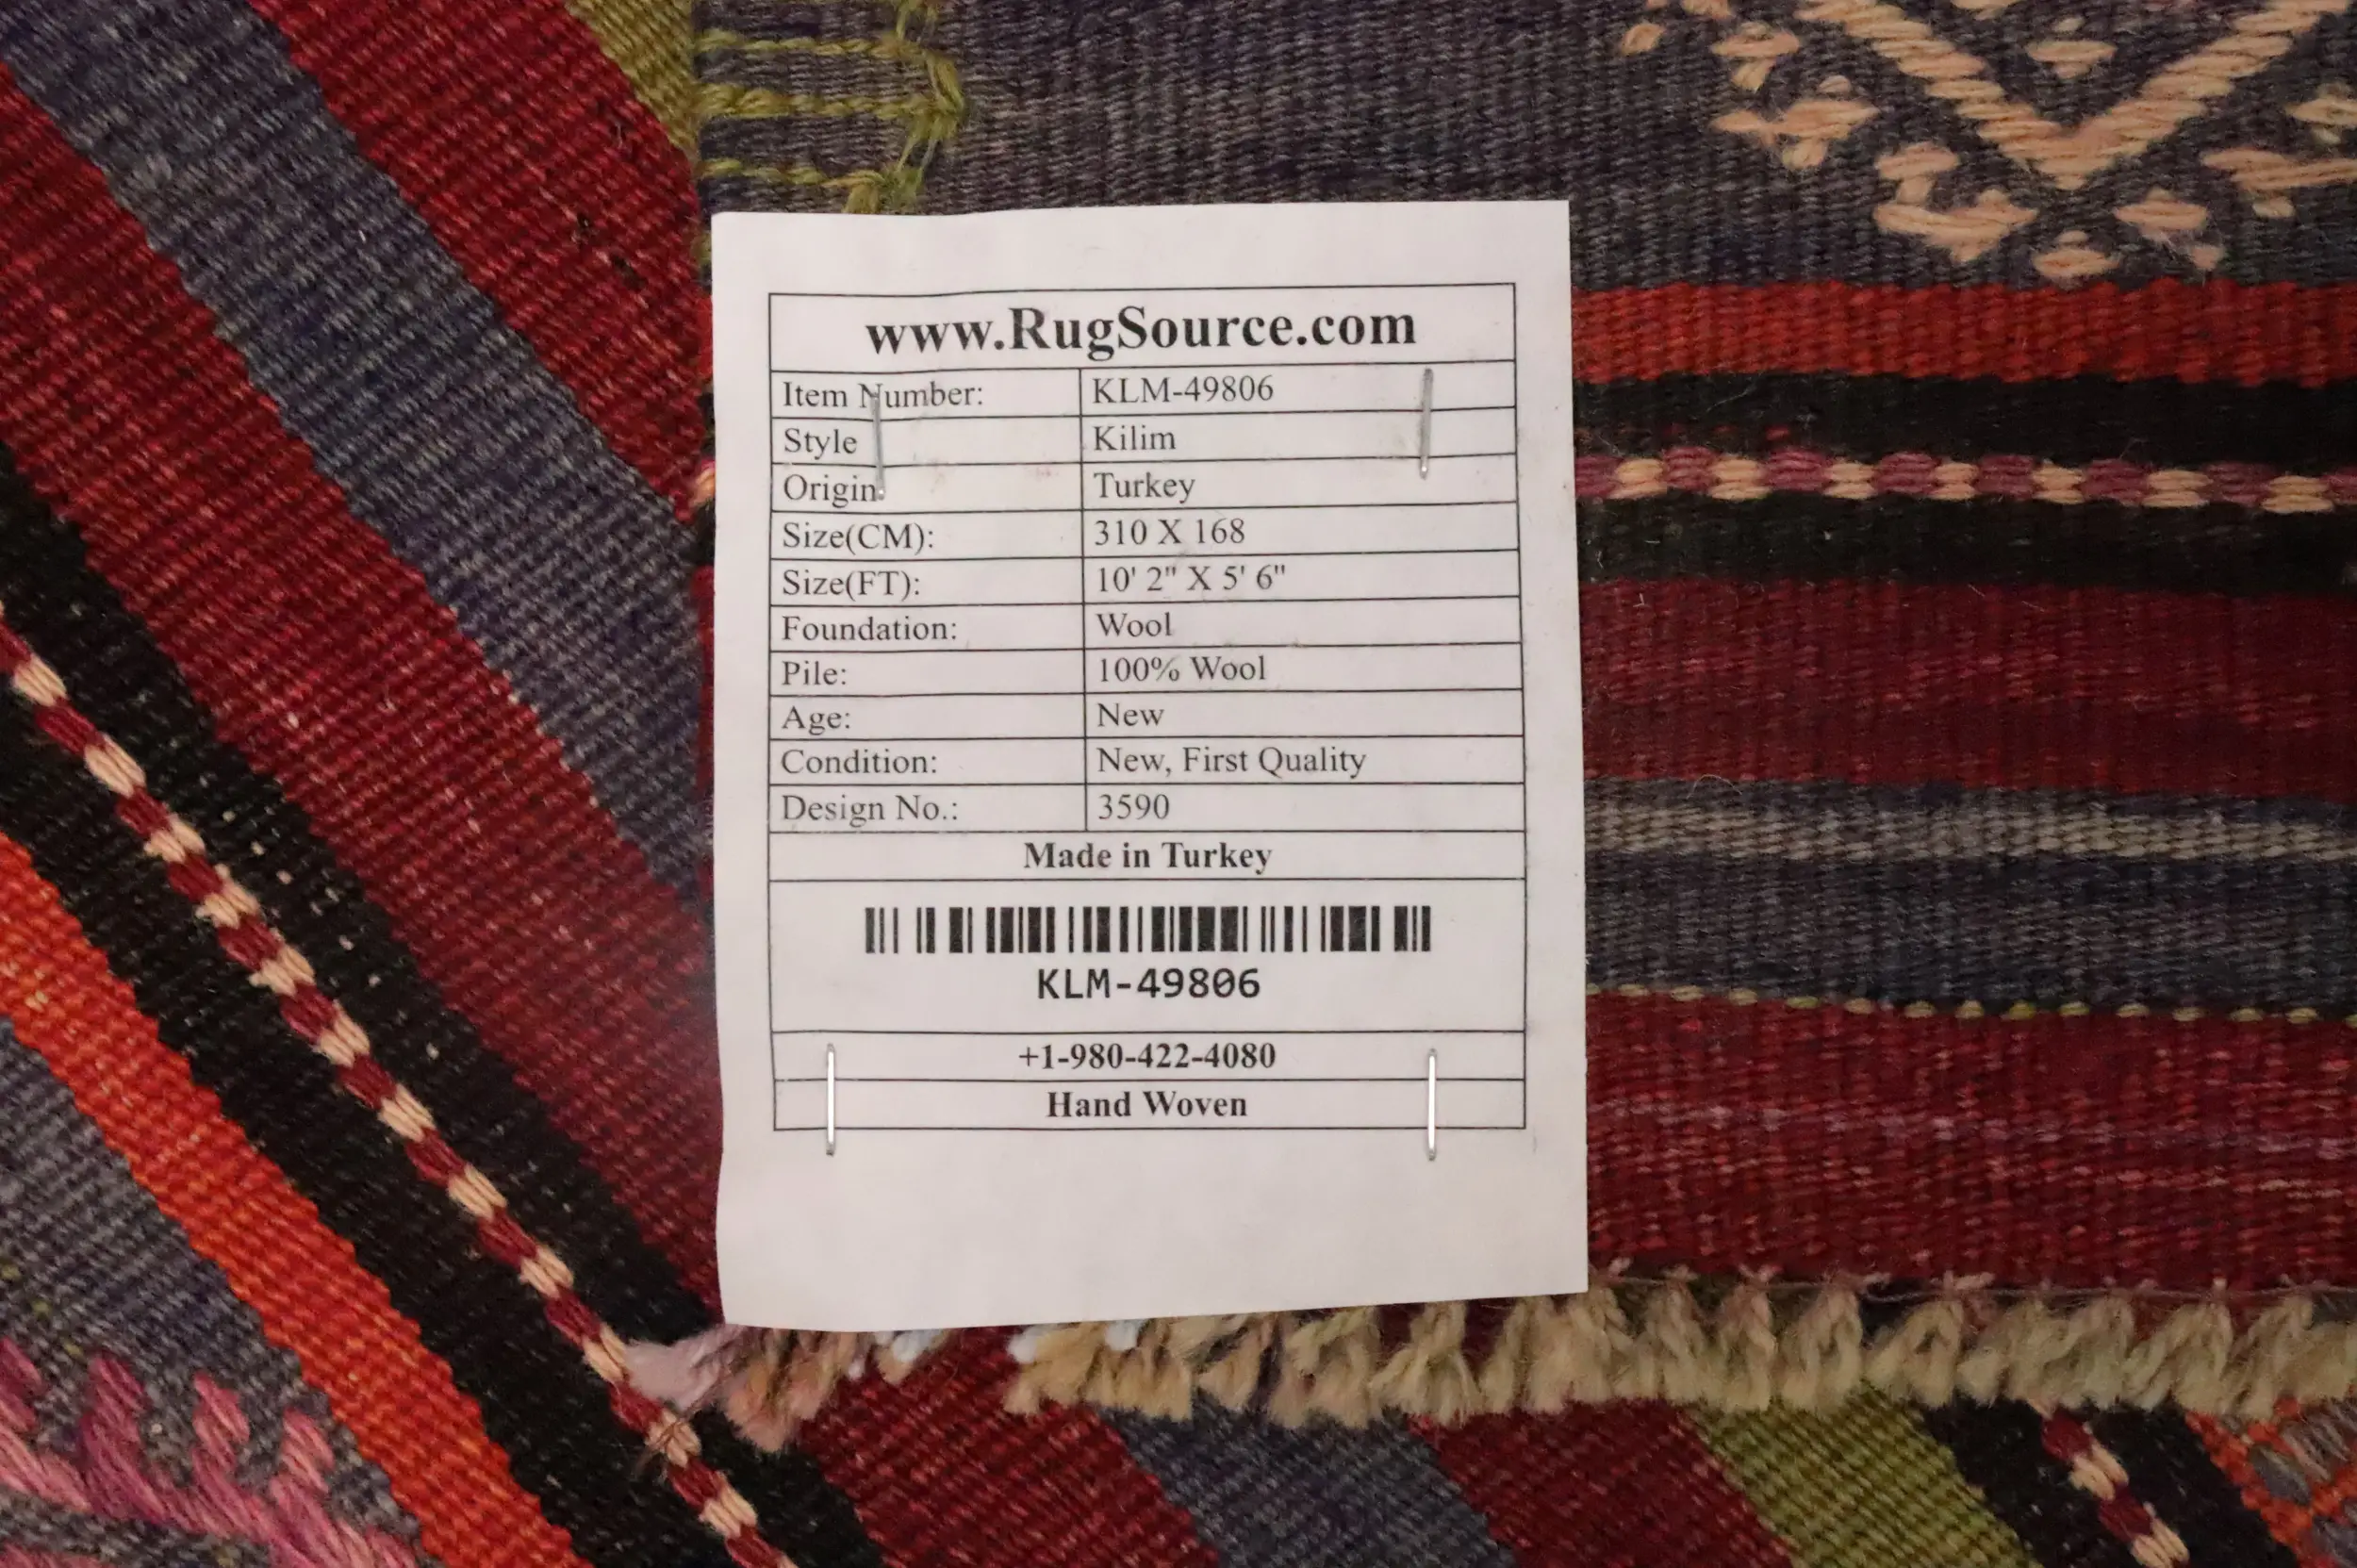 www.RugSource.com
Item Number: KLM-49806
Style Kilim
Origin: Turkey
Size(CM): 310 X 168
Size(FT): 10' 2" X 5' 6"
Foundation: Wool
Pile: 100% Wool
Age: New
Condition: New, First Quality
Design No.: 3590
Made in Turkey
KLM-49806
+1-980-422-4080
Hand Woven